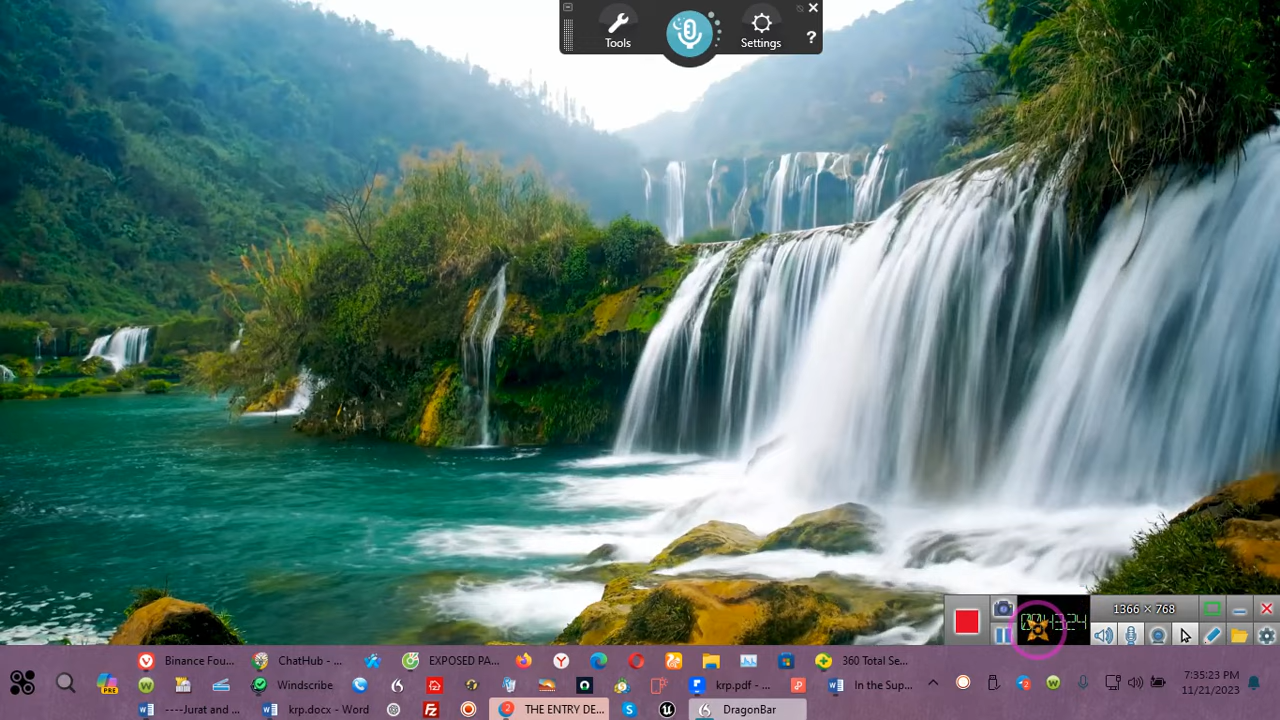 Tools
Settings
?
1366 × 768
Binance Fou...
ChatHub - ...
EXPOSED PA...
360 Total Se...
PRE
Windscribe
krp.pdf - ...
In the Sup...
7:35:23 PM
11/21/2023
----Jurat and ...
krp.docx - Word
THE ENTRY DE...
DragonBar